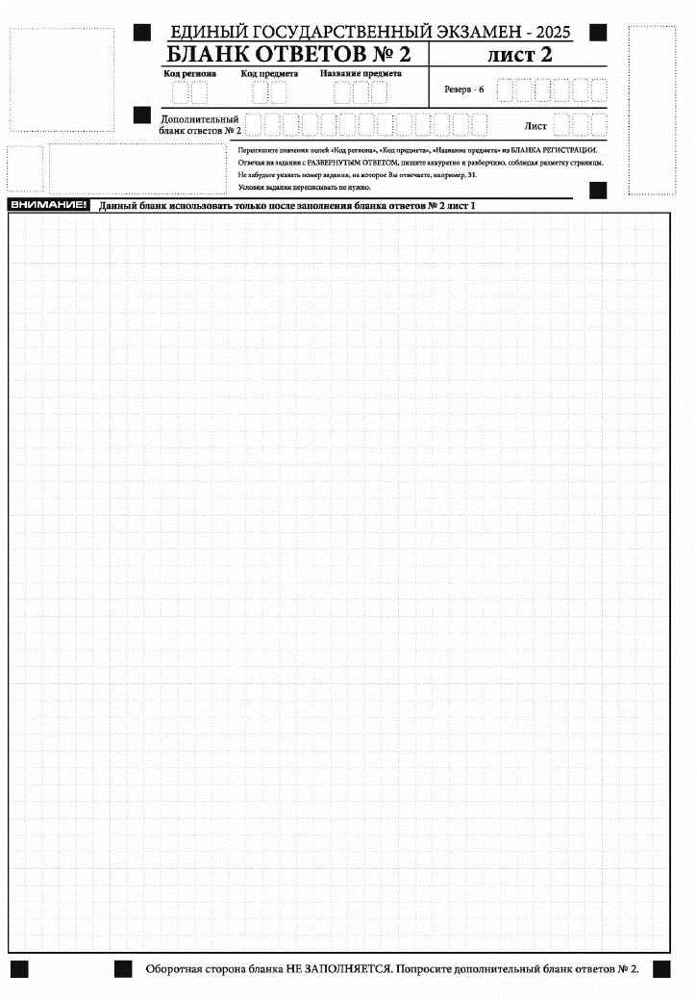 ЕДИНЫЙ ГОСУДАРСТВЕННЫЙ ЭКЗАМЕН - 2025
БЛАНК ОТВЕТОВ № 2
лист 2
Код региона Код предмета Название предмета
Резерв - 6
Дополнительный
бланк ответов № 2
Лист
Перепишите значения полей «Код региона», «Код предмета», «Название предмета» из БЛАНКА РЕГИСТРАЦИИ.
Отвечая на задания с РАЗВЕРНУТЫМ ОТВЕТОМ, пишите аккуратно и разборчиво, соблюдая разметку страницы.
Не забудьте указать номер задания, на которое Вы отвечаете, например, 31.
Условия задания переписывать не нужно.
ВНИМАНИЕ! Данный бланк использовать только после заполнения бланка ответов № 2 лист 1
Оборотная сторона бланка НЕ ЗАПОЛНЯЕТСЯ. Попросите дополнительный бланк ответов № 2.